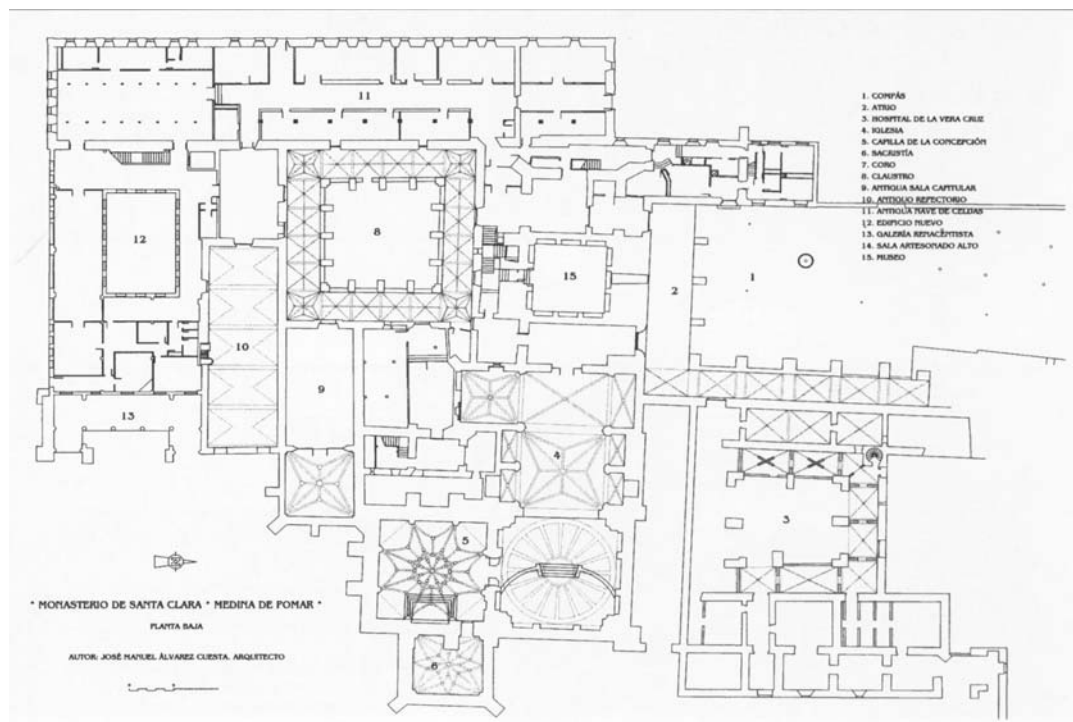 1. COMPÁS
2. ATRIO
3. HOSPITAL DE LA VERA CRUZ
4. IGLESIA
5. CAPILLA DE LA CONCEPCIÓN
6. SACRISTÍA
7. CORO
8. CLAUSTRO
9. ANTIGUA SALA CAPITULAR
10. ANTIGUO REFECTORIO
11. ANTIGUA NAVE DE CELDAS
12. EDIFICIO NUEVO
13. GALERÍA RENACENTISTA
14. SALA ARTESONADO ALTO
15. MUSEO
11
12
8
15
2
1
10
9
13
4
3
5
6
" MONASTERIO DE SANTA CLARA " MEDINA DE POMAR "
PLANTA BAJA
AUTOR: JOSÉ MANUEL ÁLVAREZ CUESTA. ARQUITECTO